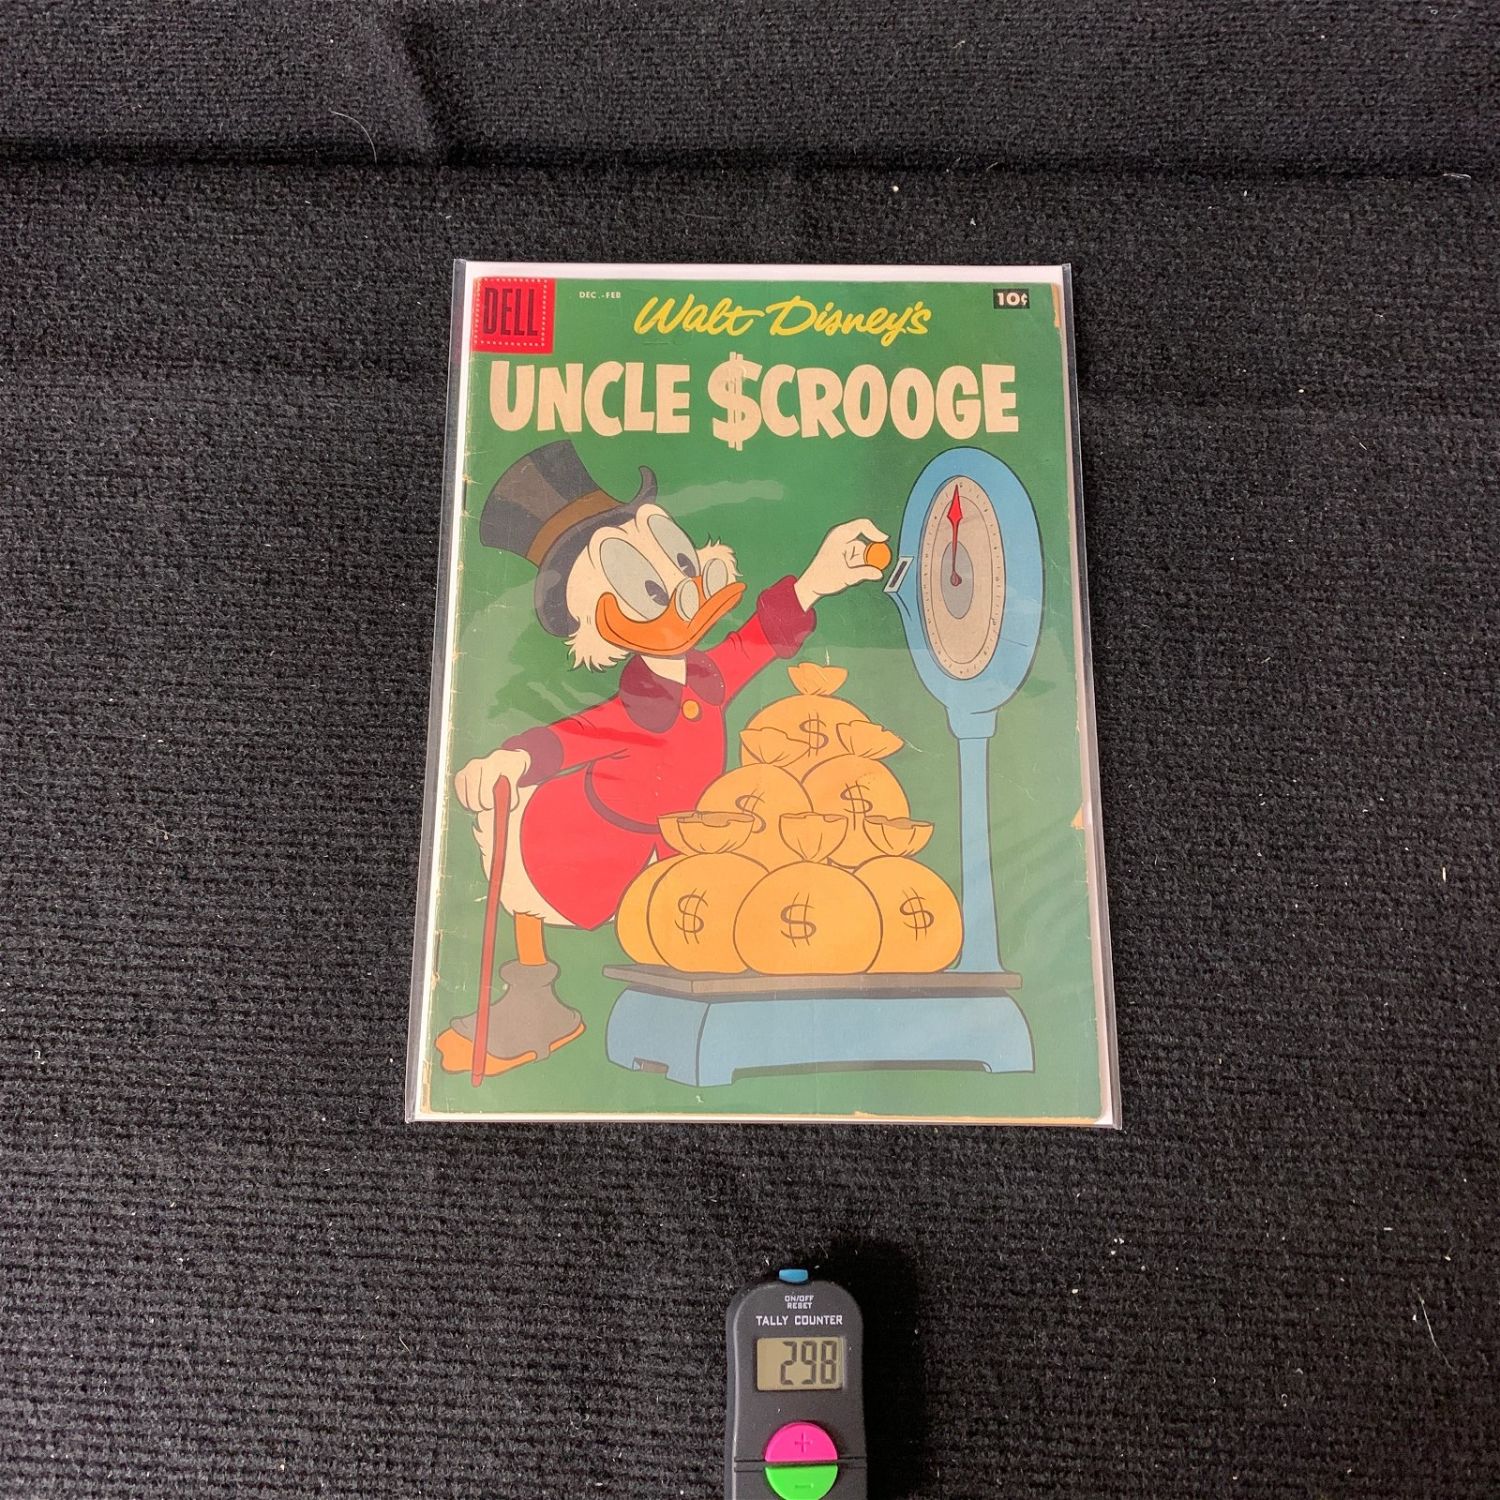 DELL
DEC.-FEB
Walt Disney's
10¢
UNCLE $CROOGE
$
$ $
$ $ $
ON/OFF
RESET
TALLY COUNTER
298
+
−